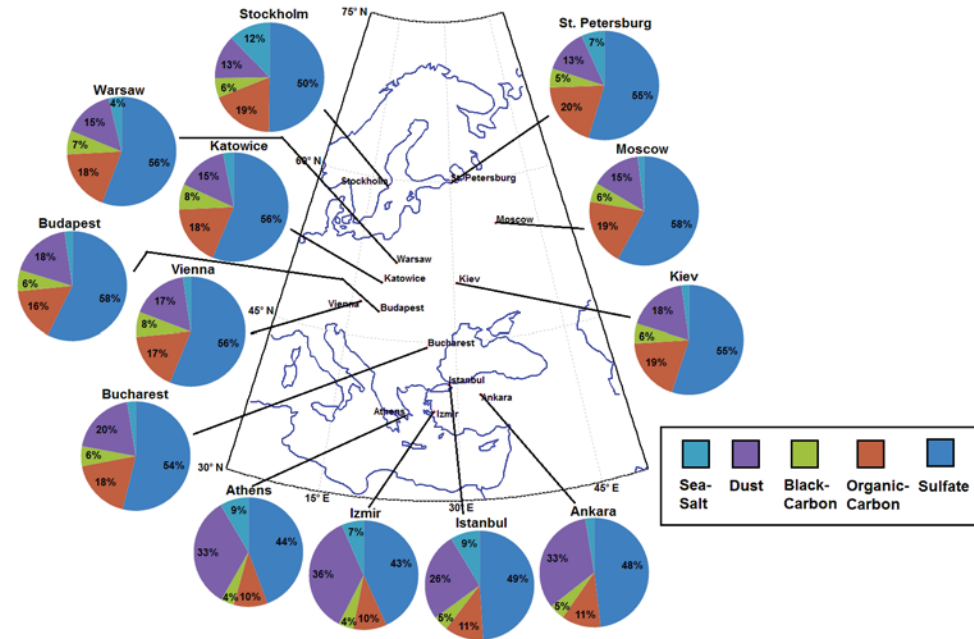 Stockholm
12%
13%
6%
19%
50%
75° N
St. Petersburg
7%
13%
5%
20%
55%
Warsaw
4%
15%
7%
18%
56%
Katowice
15%
8%
18%
56%
60° N
Stockholm
St. Petersburg
Moscow
Moscow
15%
6%
19%
58%
Budapest
18%
6%
16%
58%
Vienna
17%
8%
17%
56%
Warsaw
Katowice
Kiev
Vienna
Budapest
45° N
Kiev
18%
6%
19%
55%
Bucharest
20%
6%
18%
54%
Bucharest
Istanbul
Ankara
Athens
Izmir
30° N
15° E
30° E
45° E
Athens
9%
33%
4%
10%
44%
Izmir
7%
36%
4%
10%
43%
Istanbul
9%
26%
5%
11%
49%
Ankara
33%
5%
11%
48%
Sea-
Salt
Dust
Black-
Carbon
Organic-
Carbon
Sulfate